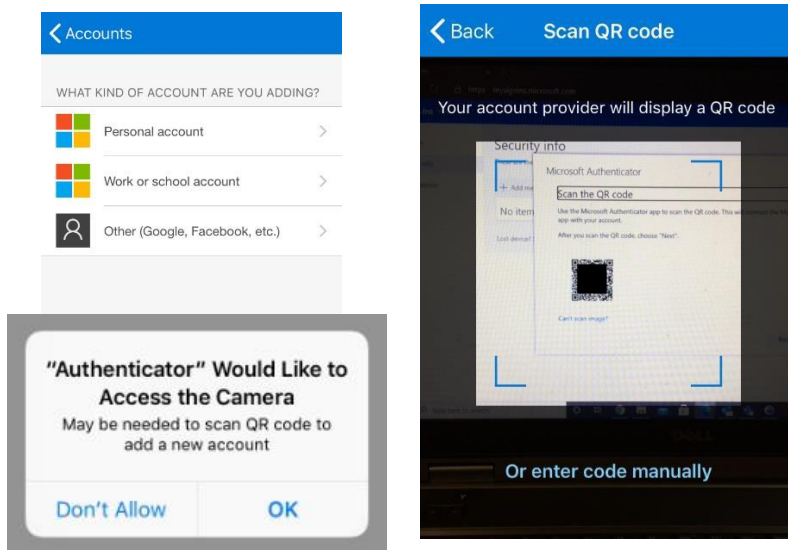 Accounts
WHAT KIND OF ACCOUNT ARE YOU ADDING?
Personal account
Work or school account
Other (Google, Facebook, etc.)
"Authenticator" Would Like to
Access the Camera
May be needed to scan QR code to
add a new account
Don't Allow
OK
Back
Scan QR code
Your account provider will display a QR code
Security info
Microsoft Authenticator
Scan the QR code
Use the Microsoft Authenticator app to scan the QR code. This will connect the
app with your account.
After you scan the QR code, choose "Next".
No item
Can't scan image?
DELL
Or enter code manually